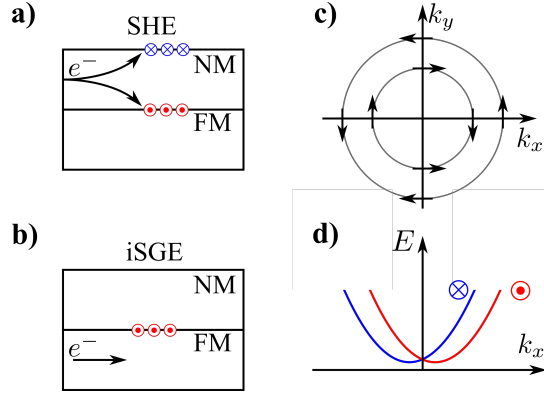 a)
SHE
e⁻
NM
FM
b)
iSGE
NM
e⁻
FM
c)
k_y
k_x
d)
E
k_x